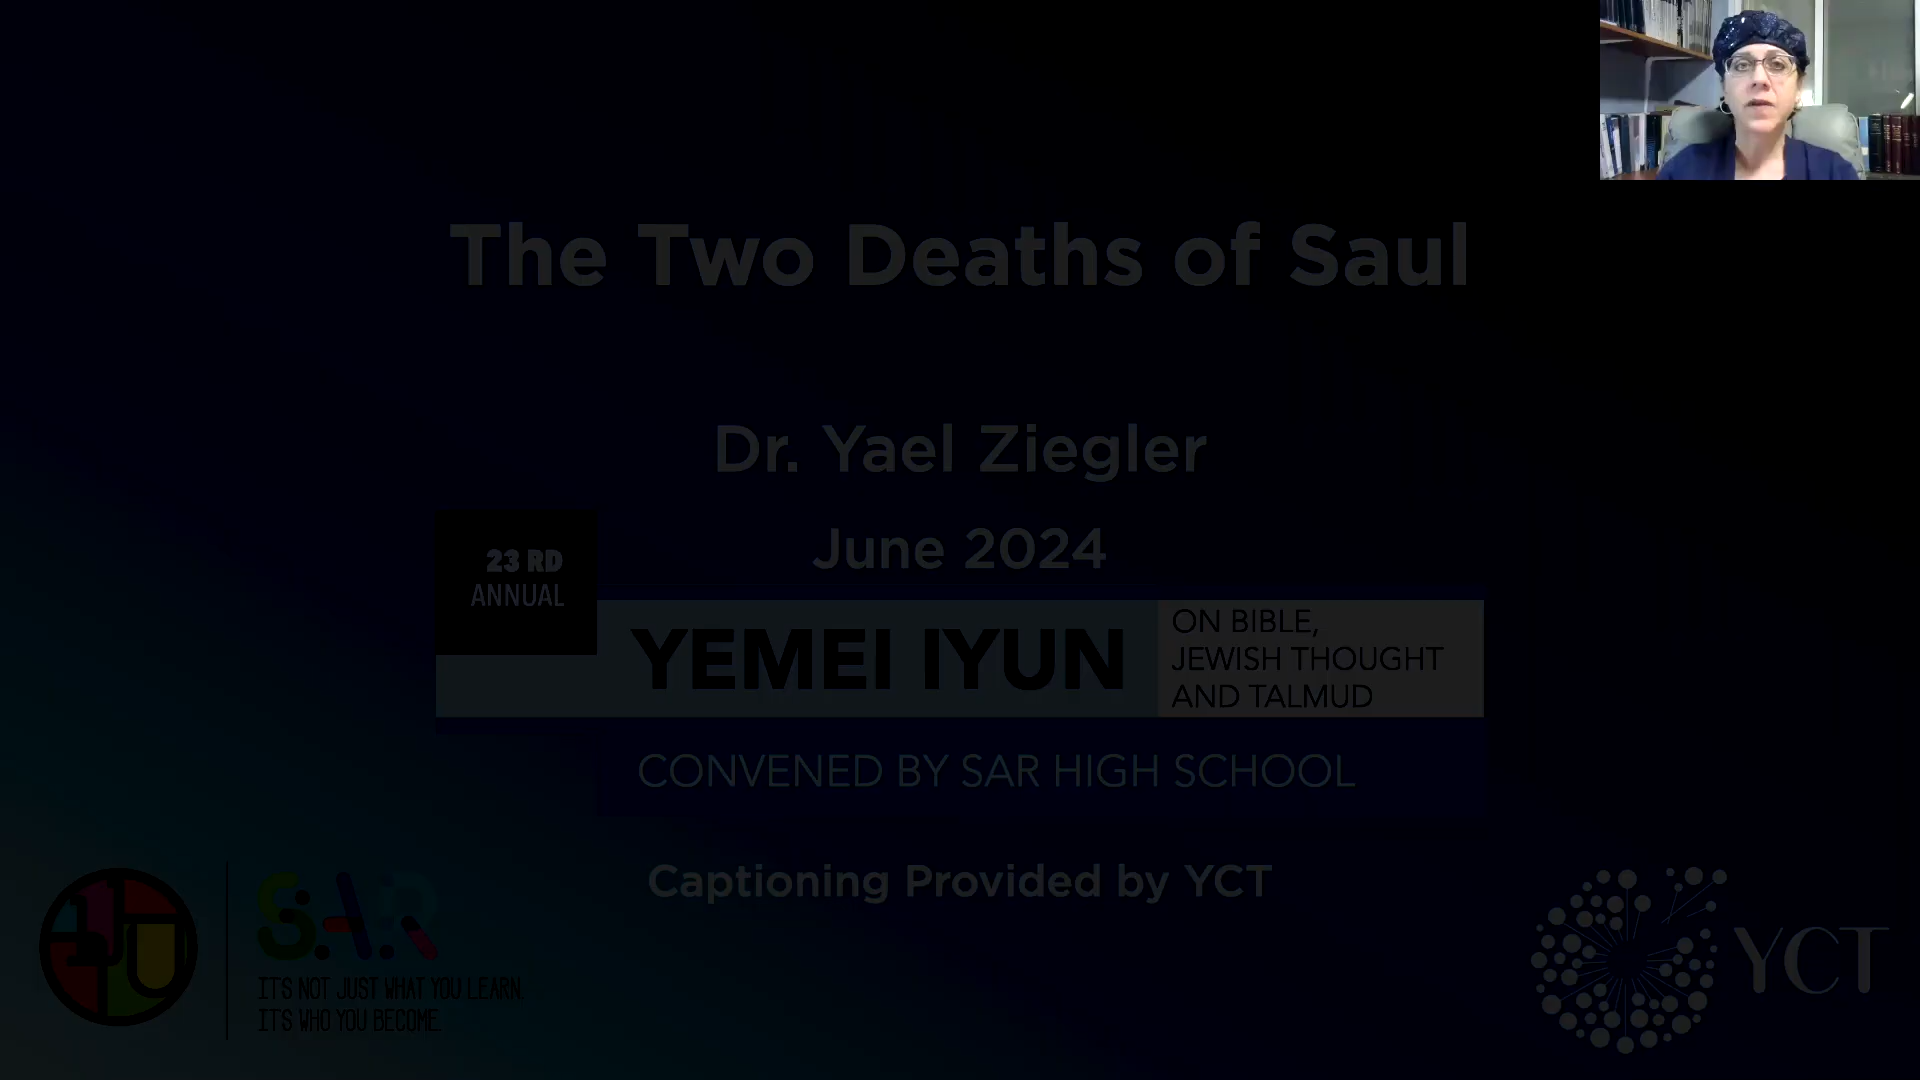 The Two Deaths of Saul
Dr. Yael Ziegler
June 2024
23 RD
ANNUAL
YEMEI IYUN
ON BIBLE,
JEWISH THOUGHT
AND TALMUD
CONVENED BY SAR HIGH SCHOOL
Captioning Provided by YCT
JU
SAR
IT'S NOT JUST WHAT YOU LEARN.
IT'S WHO YOU BECOME.
YCT